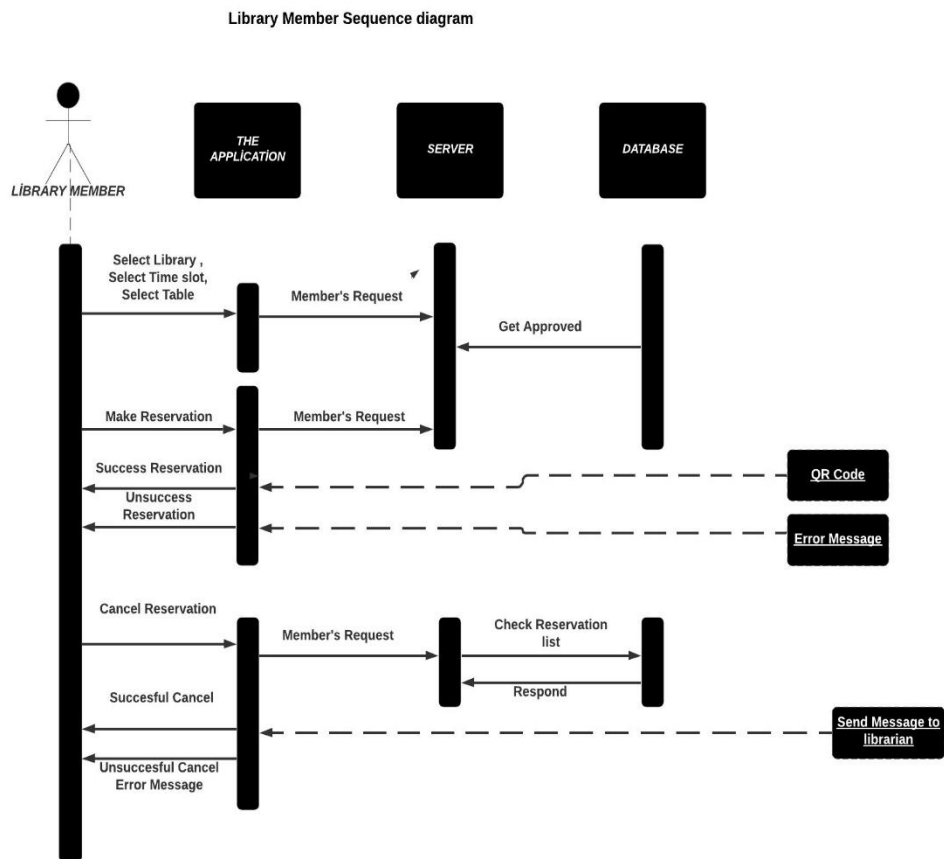 Library Member Sequence diagram
THE
APPLİCATİON
SERVER
DATABASE
LİBRARY MEMBER
Select Library ,
Select Time slot,
Select Table
Member's Request
Get Approved
Make Reservation
Member's Request
Success Reservation
QR Code
Unsuccess
Reservation
Error Message
Cancel Reservation
Member's Request
Check Reservation
list
Respond
Succesful Cancel
Send Message to
librarian
Unsuccesful Cancel
Error Message